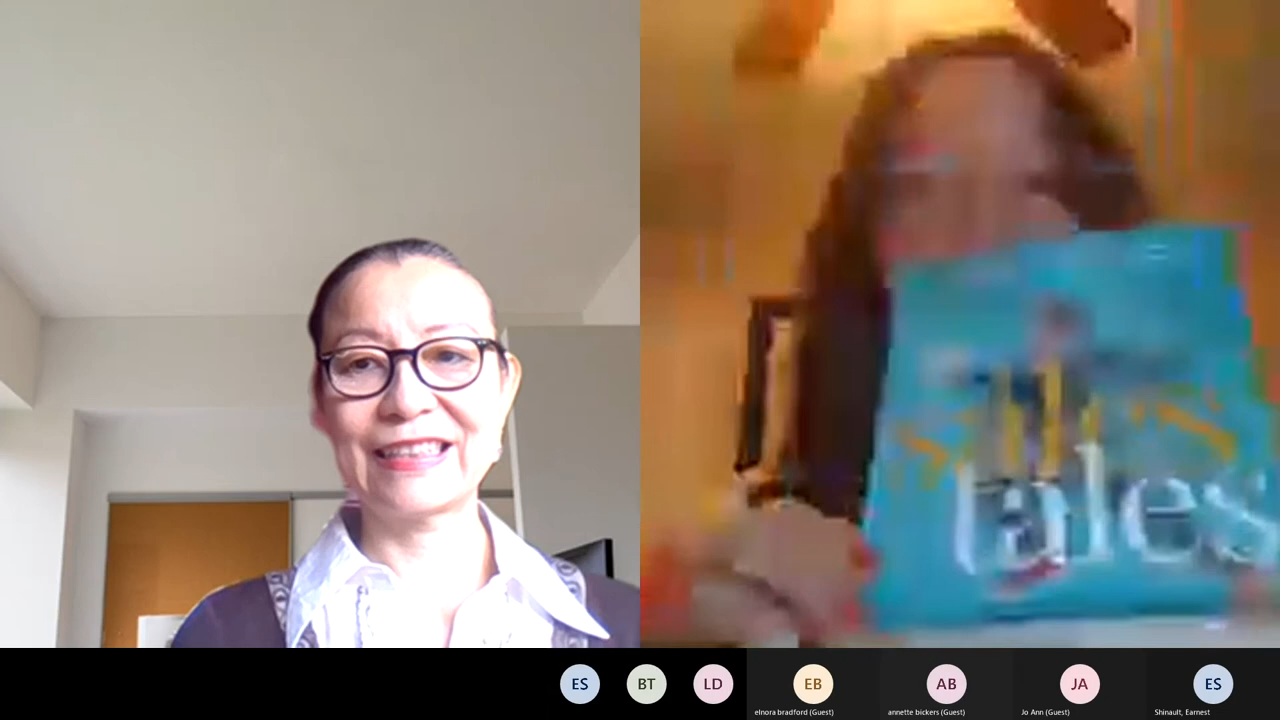 tales
ES
BT
LD
EB
AB
JA
ES
elnora bradford (Guest)
annette bickers (Guest)
Jo Ann (Guest)
Shinault, Earnest